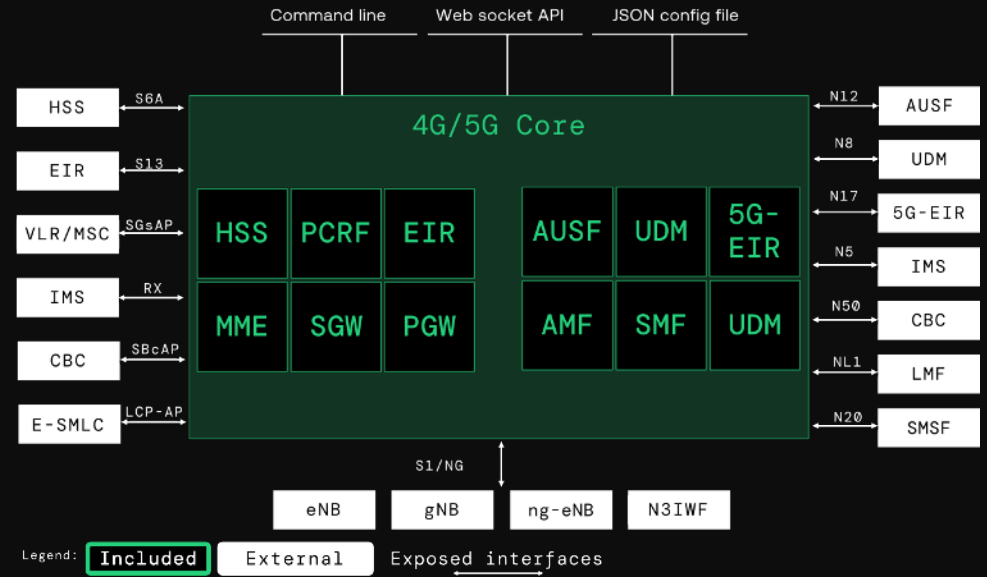 Command line
Web socket API
JSON config file
HSS
S6A
EIR
S13
VLR/MSC
SGsAP
IMS
RX
CBC
SBcAP
E-SMLC
LCP-AP
4G/5G Core
HSS
PCRF
EIR
MME
SGW
PGW
AUSF
UDM
5G-
EIR
AMF
SMF
UDM
N12
AUSF
N8
UDM
N17
5G-EIR
N5
IMS
N50
CBC
NL1
LMF
N20
SMSF
S1/NG
eNB
gNB
ng-eNB
N3IWF
Legend:
Included
External
Exposed interfaces